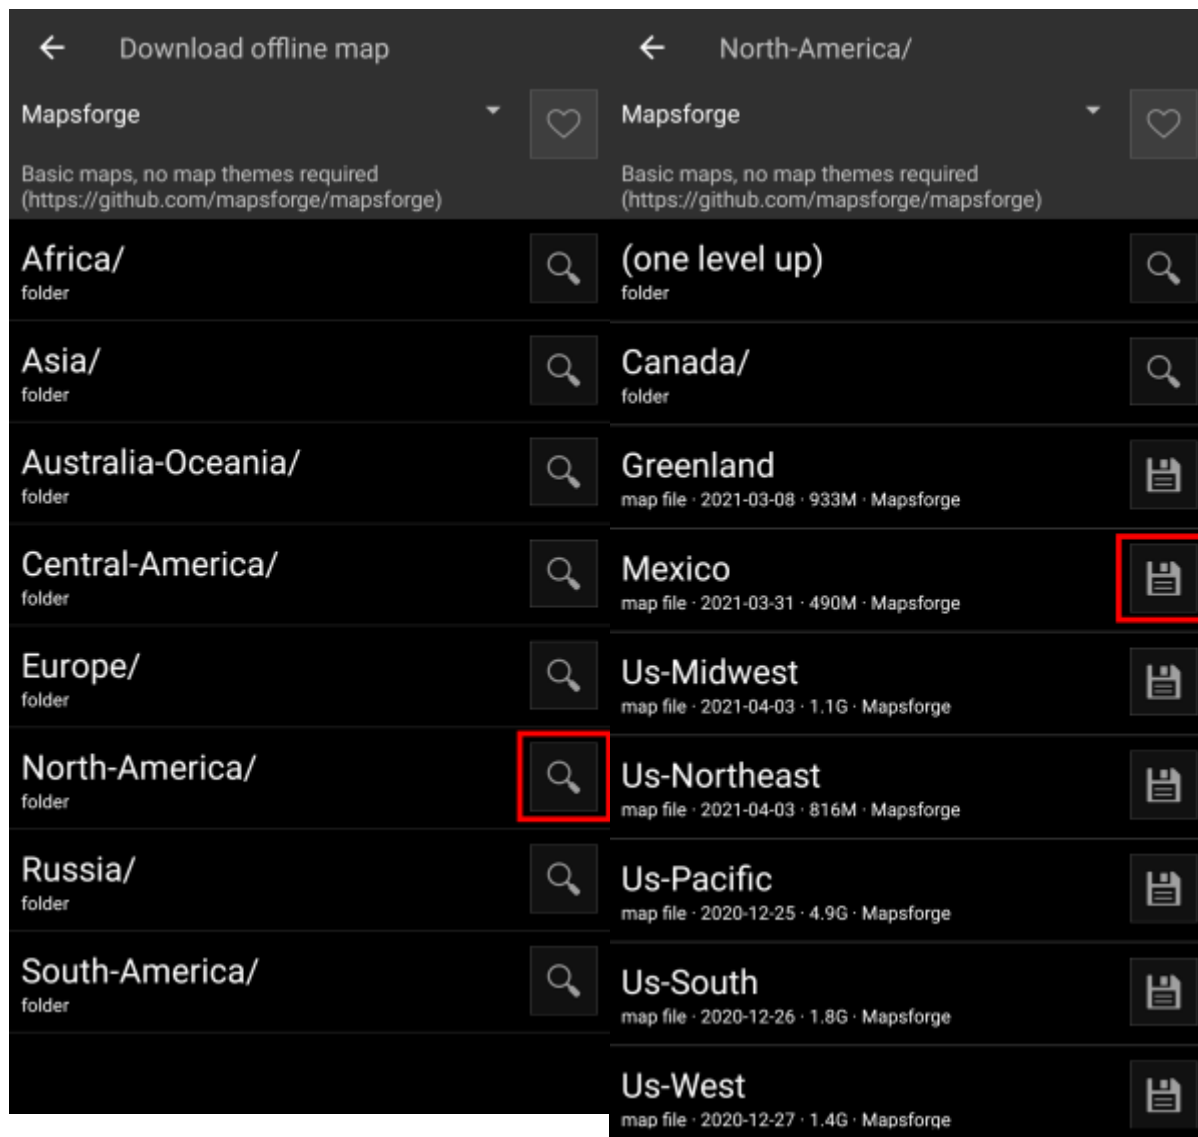 Download offline map
Mapsforge
Basic maps, no map themes required
(https://github.com/mapsforge/mapsforge)
Africa/
folder
Asia/
folder
Australia-Oceania/
folder
Central-America/
folder
Europe/
folder
North-America/
folder
Russia/
folder
South-America/
folder
North-America/
Mapsforge
Basic maps, no map themes required
(https://github.com/mapsforge/mapsforge)
(one level up)
folder
Canada/
folder
Greenland
map file · 2021-03-08 · 933M · Mapsforge
Mexico
map file · 2021-03-31 · 490M · Mapsforge
Us-Midwest
map file · 2021-04-03 · 1.1G · Mapsforge
Us-Northeast
map file · 2021-04-03 · 816M · Mapsforge
Us-Pacific
map file · 2020-12-25 · 4.9G · Mapsforge
Us-South
map file · 2020-12-26 · 1.8G · Mapsforge
Us-West
map file · 2020-12-27 · 1.4G · Mapsforge